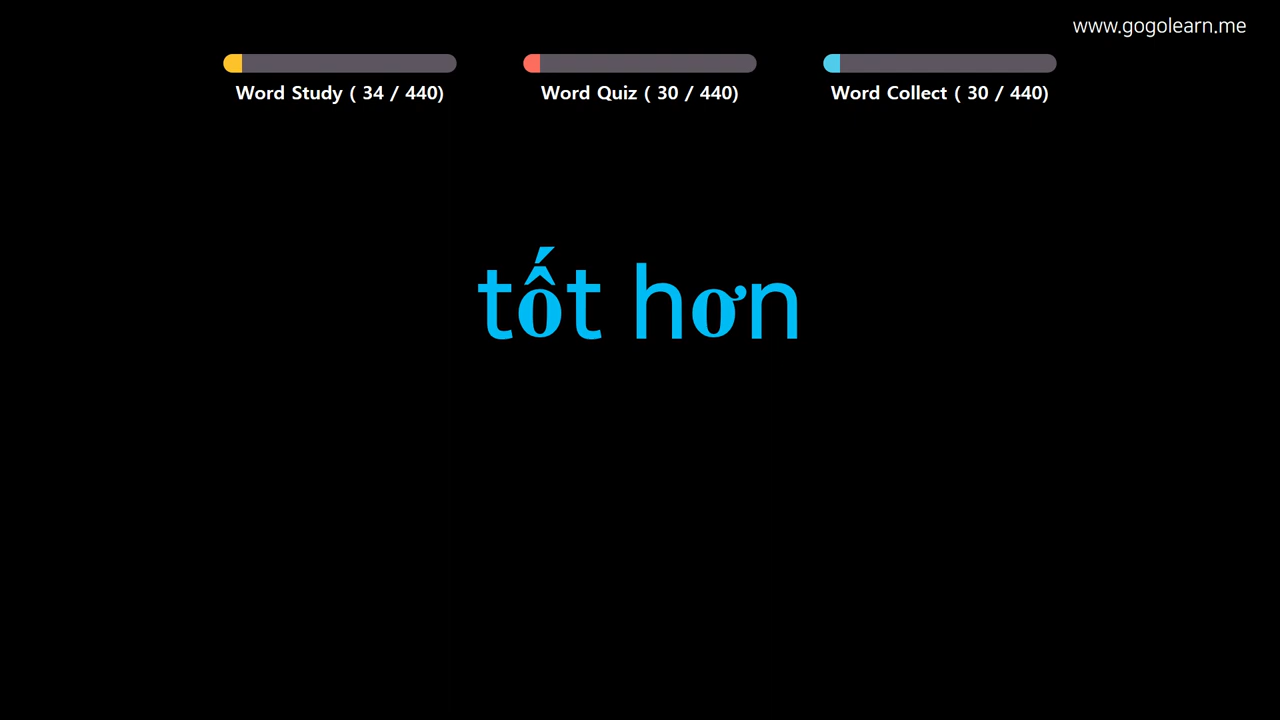 www.gogolearn.me
Word Study ( 34 / 440)
Word Quiz ( 30 / 440)
Word Collect ( 30 / 440)
tốt hơn